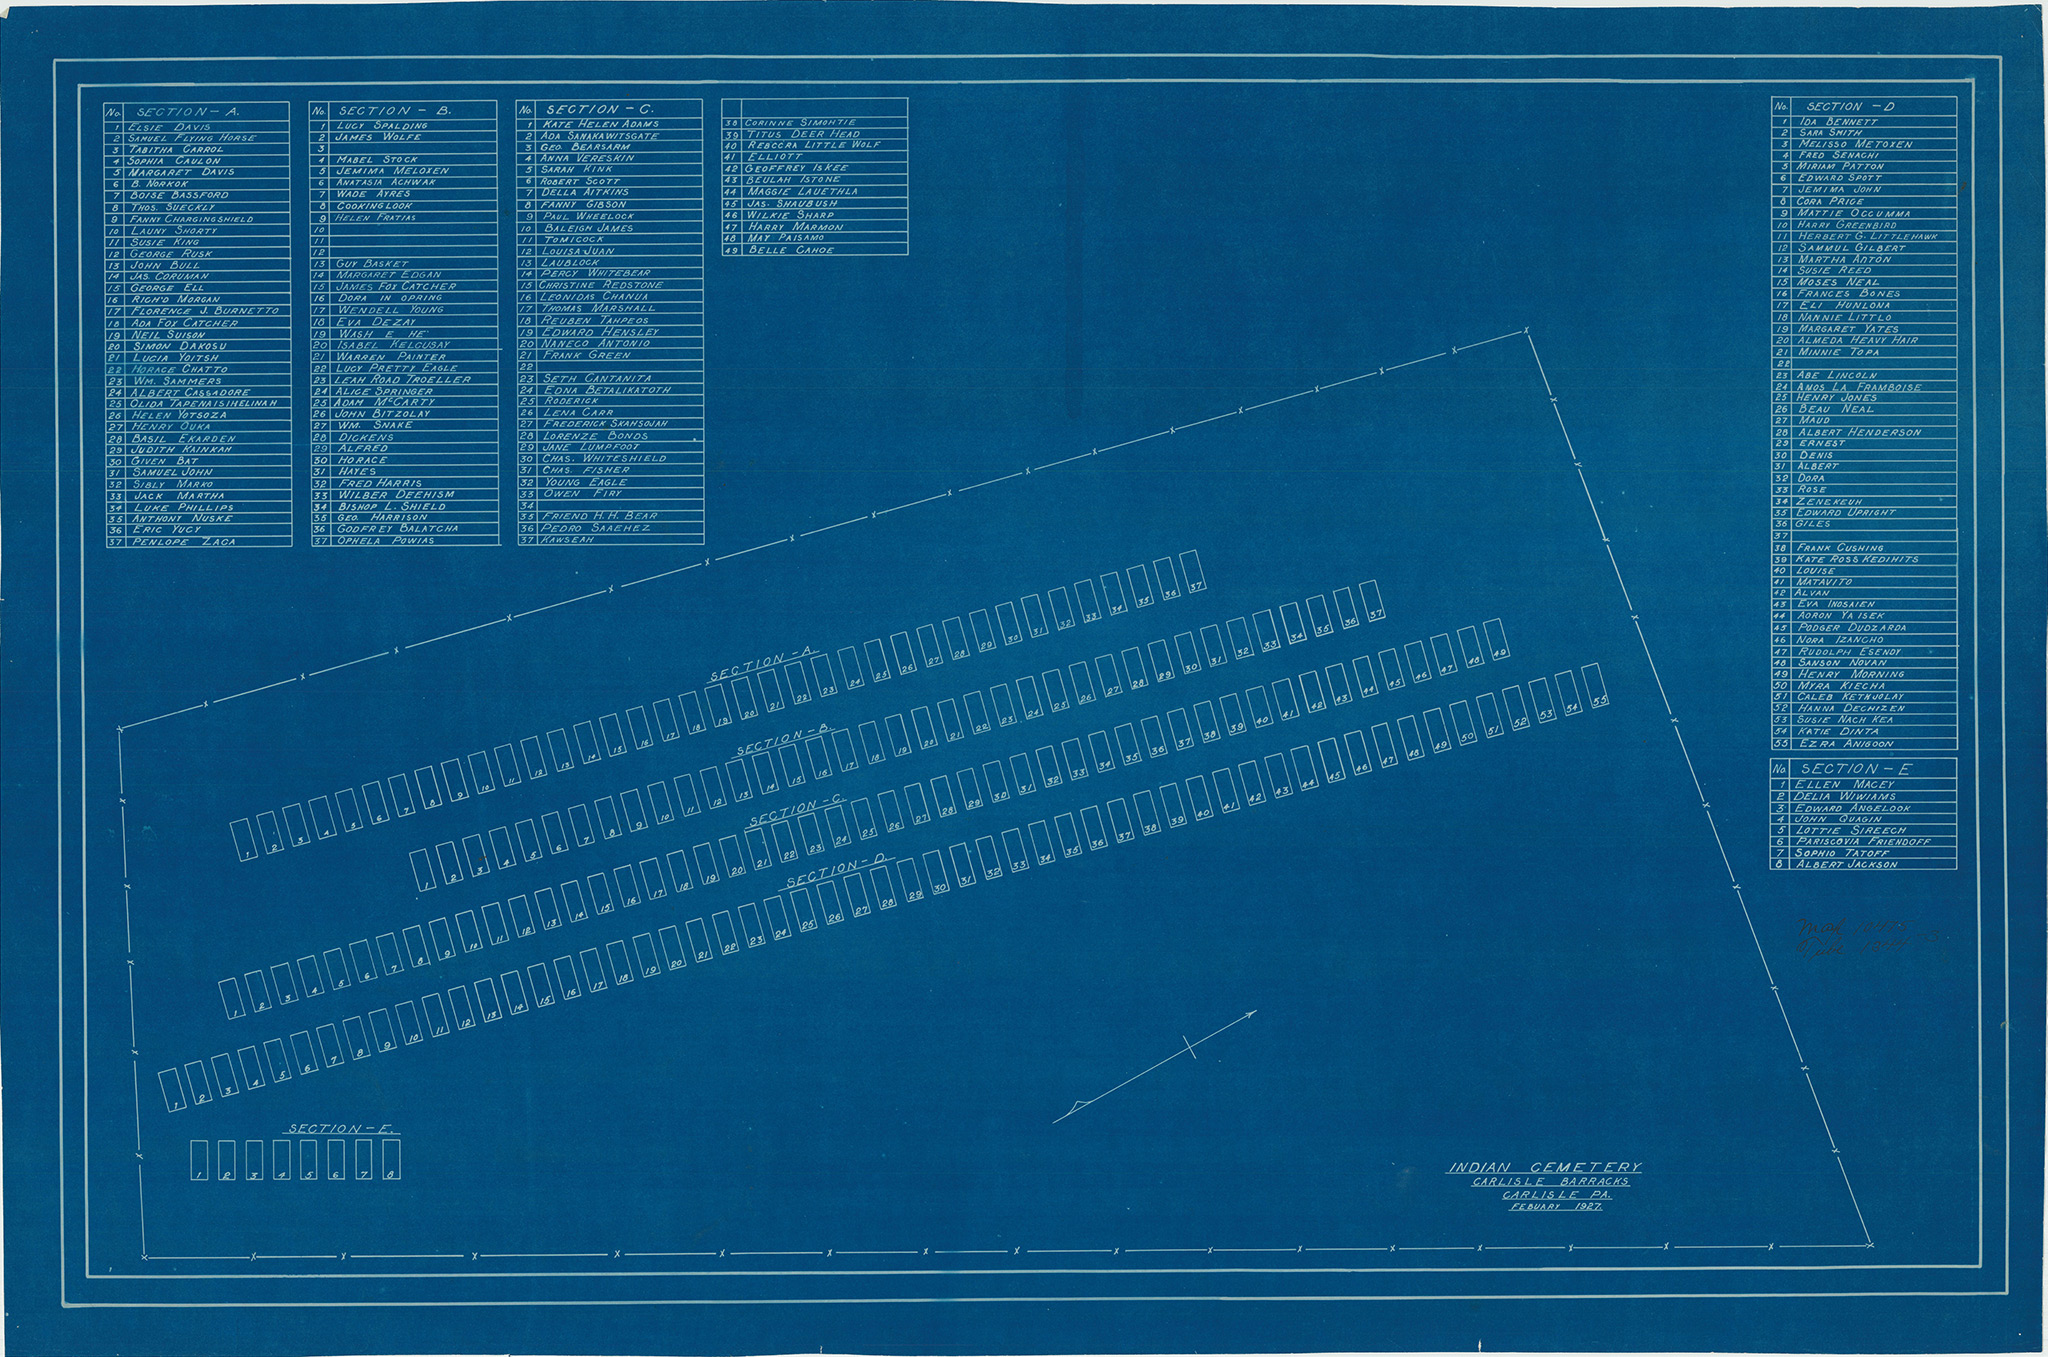 No. SECTION - A.
1 ELSIE DAVIS
2 SAMUEL FLYING HORSE
3 TABITHA CARROL
4 SOPHIA CAULON
5 MARGARET DAVIS
6 B. NORKOK
7 BOISE BASSFORD
8 THOS. SUECKLY
9 FANNY CHARGINGSHIELD
10 LAUNY SHORTY
11 SUSIE KING
12 GEORGE RUSK
13 JOHN BULL
14 JAS. CORUMAN
15 GEORGE ELL
16 RICH'D MORGAN
17 FLORENCE J. BURNETTO
18 ADA FOX CATCHER
19 NEIL SUISON
20 SIMON DAKOSU
21 LUCIA YOITSH
22 HORACE CHATTO
23 WM. SAMMERS
24 ALBERT CASSADORE
25 OLIDA TAPENAISIHELINAH
26 HELEN YOTSOZA
27 HENRY OUKA
28 BASIL EKARDEN
29 JUDITH KAINKAH
30 GIVEN BAT
31 SAMUEL JOHN
32 SIBLY MARKO
33 JACK MARTHA
34 LUKE PHILLIPS
35 ANTHONY NUSKE
36 ERIC YUCY
37 PENLOPE ZACA
No. SECTION - B.
1 LUCY SPALDING
2 JAMES WOLFE
3
4 MABEL STOCK
5 JEMIMA MELOXEN
6 ANATASIA ACHWAK
7 WADE AYRES
8 COOKINGLOOK
9 HELEN FRATIAS
10
11
12
13 GUY BASKET
14 MARGARET EDGAN
15 JAMES FOX CATCHER
16 DORA IN OPRING
17 WENDELL YOUNG
18 EVA DEZAY
19 WASH E HE'
20 ISABEL KELCUSAY
21 WARREN PAINTER
22 LUCY PRETTY EAGLE
23 LEAH ROAD TROELLER
24 ALICE SPRINGER
25 ADAM McCARTY
26 JOHN BITZOLAY
27 WM. SNAKE
28 DICKENS
29 ALFRED
30 HORACE
31 HAYES
32 FRED HARRIS
33 WILBER DEEHISM
34 BISHOP L. SHIELD
35 GEO. HARRISON
36 GODFREY BALATCHA
37 OPHELA POWIAS
No. SECTION - C.
1 KATE HELEN ADAMS
2 ADA SANAKAWITSGATE
3 GEO. BEARSARM
4 ANNA VERESKIN
5 SARAH KINK
6 ROBERT SCOTT
7 DELLA AITKINS
8 FANNY GIBSON
9 PAUL WHEELOCK
10 BALEIGH JAMES
11 TOMICOCK
12 LOUISA JUAN
13 LAUBLOCK
14 PERCY WHITEBEAR
15 CHRISTINE REDSTONE
16 LEONIDAS CHANUA
17 THOMAS MARSHALL
18 REUBEN TAHPEDS
19 EDWARD HENSLEY
20 NANECO ANTONIO
21 FRANK GREEN
22
23 SETH CANTANITA
24 EDNA BETALIKATOTH
25 RODERICK
26 LENA CARR
27 FREDERICK SKAHSOJAH
28 LORENZE BONDS
29 JANE LUMPFOOT
30 CHAS. WHITESHIELD
31 CHAS. FISHER
32 YOUNG EAGLE
33 OWEN FIRY
34
35 FRIEND H.H. BEAR
36 PEDRO SAAEHEZ
37 KAWSEAH
38 CORINNE SIMOHTIE
39 TITUS DEER HEAD
40 REBCCRA LITTLE WOLF
41 ELLIOTT
42 GEOFFREY ISKEE
43 BEULAH ISTONE
44 MAGGIE LAUETHLA
45 JAS. SHAUBUSH
46 WILKIE SHARP
47 HARRY MARMON
48 MAY PAISAMO
49 BELLE CAHOE
No. SECTION - D
1 IDA BENNETT
2 SARA SMITH
3 MELISSO METOXEN
4 FRED SENACHI
5 MIRIAM PATTON
6 EDWARD SPOTT
7 JEMIMA JOHN
8 CORA PRICE
9 MATTIE OCCUMMA
10 HARRY GREENBIRD
11 HERBERT G. LITTLEHAWK
12 SAMMUL GILBERT
13 MARTHA ANTON
14 SUSIE REED
15 MOSES NEAL
16 FRANCES BONES
17 ELI HUNLONA
18 NANNIE LITTLO
19 MARGARET YATES
20 ALMEDA HEAVY HAIR
21 MINNIE TOPA
22
23 ABE LINCOLN
24 AMOS LA FRAMBOISE
25 HENRY JONES
26 BEAU NEAL
27 MAUD
28 ALBERT HENDERSON
29 ERNEST
30 DENIS
31 ALBERT
32 DORA
33 ROSE
34 ZENEKEUH
35 EDWARD UPRIGHT
36 GILES
37
38 FRANK CUSHING
39 KATE ROSS KEDIHITS
40 LOUISE
41 MATAVITO
42 ALVAN
43 EVA INOSAIEN
44 AORON YAISEK
45 PODGER DUDZARDA
46 NORA IZANCHO
47 RUDOLPH ESENDY
48 SANSON NOVAN
49 HENRY MORNING
50 MYRA KIECHA
51 CALEB KETNJOLAY
52 HANNA DECHIZEN
53 SUSIE NACH KEA
54 KATIE DINTA
55 EZRA ANIGOON
No. SECTION - E
1 ELLEN MACEY
2 DELIA WIWIAMS
3 EDWARD ANGELOOK
4 JOHN QUAGIN
5 LOTTIE SIREECH
6 PARISCOVIA FRIENDOFF
7 SOPHIO TATOFF
8 ALBERT JACKSON
SECTION - A.
1 2 3 4 5 6 7 8 9 10 11 12 13 14 15 16 17 18 19 20 21 22 23 24 25 26 27 28 29 30 31 32 33 34 35 36 37
SECTION - B.
1 2 3 4 5 6 7 8 9 10 11 12 13 14 15 16 17 18 19 20 21 22 23 24 25 26 27 28 29 30 31 32 33 34 35 36 37
SECTION - C.
1 2 3 4 5 6 7 8 9 10 11 12 13 14 15 16 17 18 19 20 21 22 23 24 25 26 27 28 29 30 31 32 33 34 35 36 37 38 39 40 41 42 43 44 45 46 47 48 49
SECTION - D.
1 2 3 4 5 6 7 8 9 10 11 12 13 14 15 16 17 18 19 20 21 22 23 24 25 26 27 28 29 30 31 32 33 34 35 36 37 38 39 40 41 42 43 44 45 46 47 48 49 50 51 52 53 54 55
SECTION - E.
1 2 3 4 5 6 7 8
INDIAN CEMETERY
CARLISLE BARRACKS
CARLISLE PA.
FEBUARY 1927.